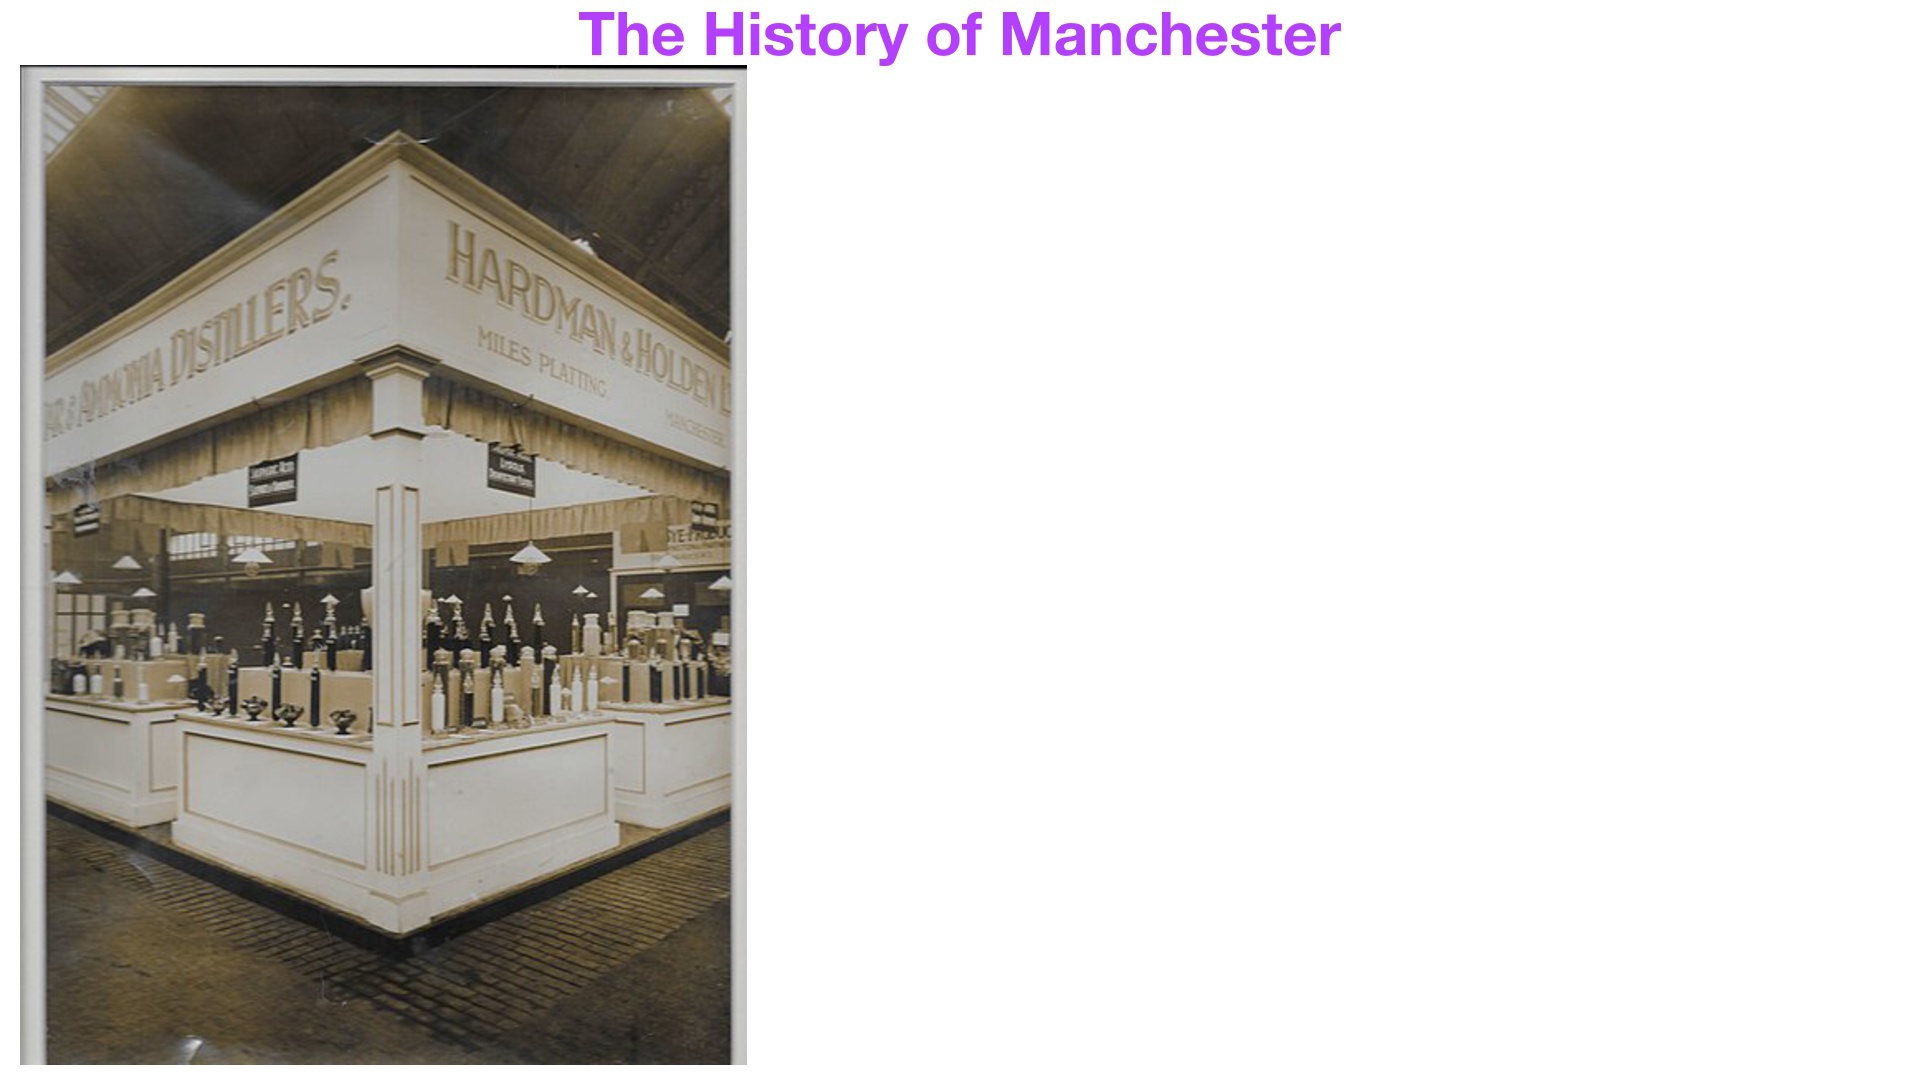 The History of Manchester
AR & AMMONIA DISTILLERS.
HARDMAN & HOLDEN L
MILES PLATTING
MANCHESTER.